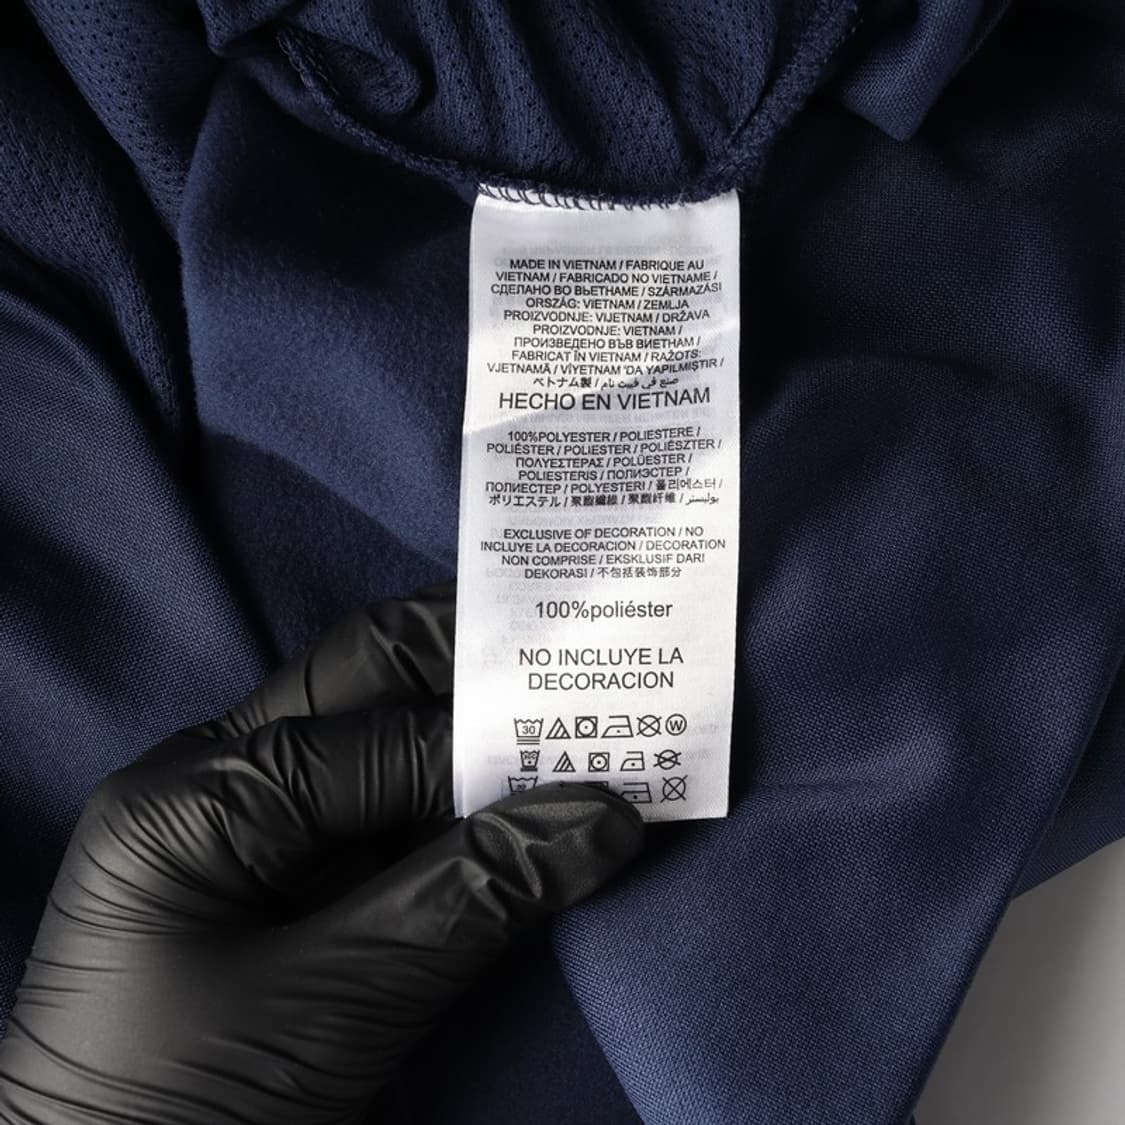 MADE IN VIETNAM / FABRIQUE AU
VIETNAM / FABRICADO NO VIETNAME /
СДЕЛАНО ВО ВЬЕТНАМЕ / SZÁRMAZÁSI
ORSZÁG: VIETNAM / ZEMLJA
PROIZVODNJE: VIJETNAM / DRŽAVA
PROIZVODNJE: VIETNAM /
ПРОИЗВЕДЕНО ВЪВ ВИЕТНАМ /
FABRICAT ÎN VIETNAM / RAŽOTS:
VJETNAMĀ / VİYETNAM 'DA YAPILMIŞTIR /
ベトナム製 / صنع في فييت نام
HECHO EN VIETNAM
100%POLYESTER / POLIESTERE /
POLIÉSTER / POLIESTER / POLIÉSZTER /
ΠΟΛΥΕΣΤΕΡΑΣ / POLÜESTER /
POLIESTERIS / ПОЛИЭСТЕР /
ПОЛИЕСТЕР / POLYESTERI / 폴리에스터 /
ポリエステル / 聚酯纖維 / 聚酯纤维 / بوليستر
EXCLUSIVE OF DECORATION / NO
INCLUYE LA DECORACION / DECORATION
NON COMPRISE / EKSKLUSIF DARI
DEKORASI / 不包括装饰部分
100%poliéster
NO INCLUYE LA
DECORACION
30 W